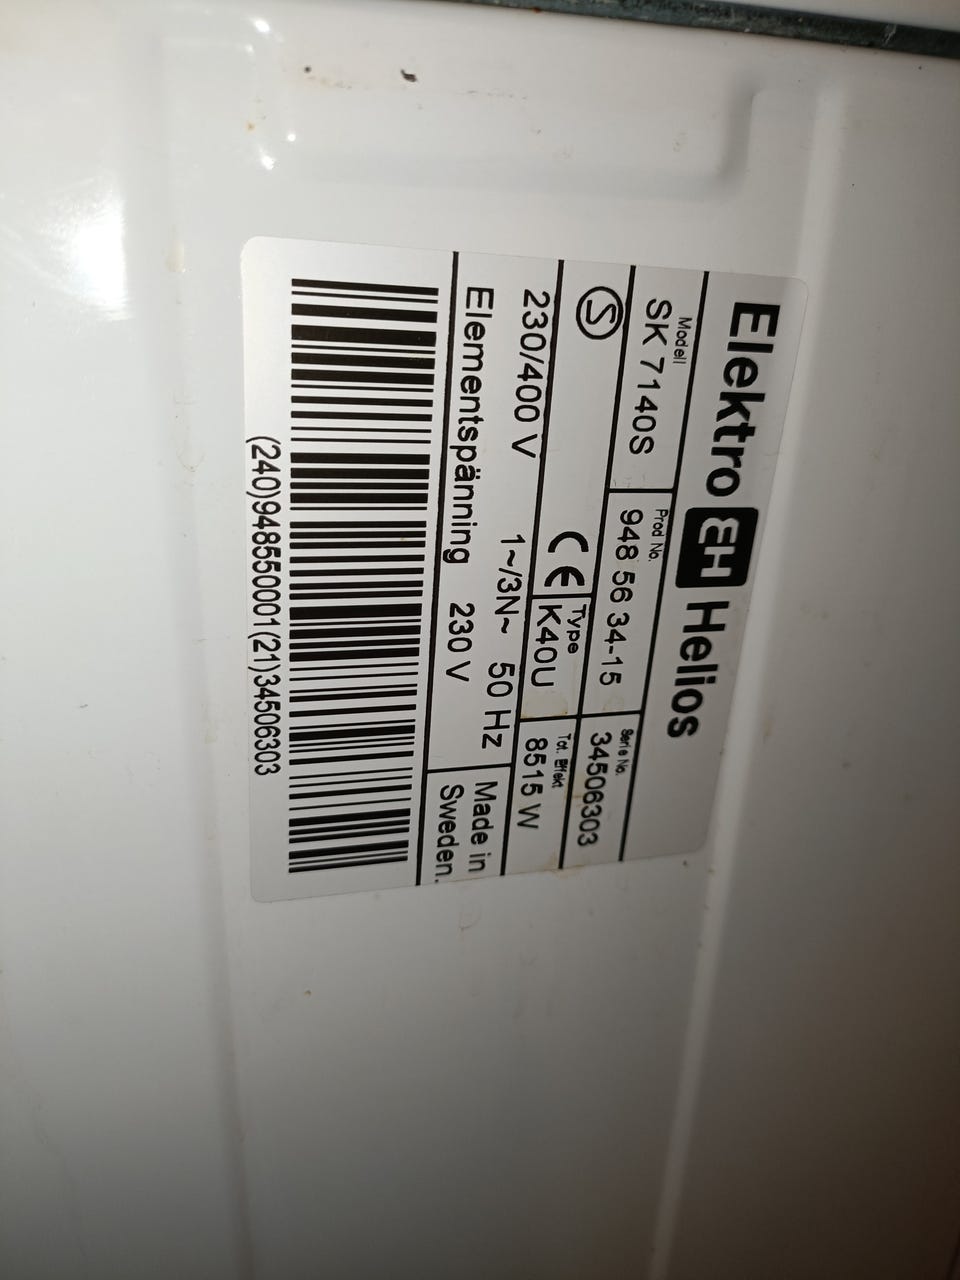 Elektro EH Helios
Modell Prod No. Serie No.
SK 7140S 948 56 34-15 34506303
S CE Type K40U Tot. Effekt 8515 W
230/400 V 1~/3N~ 50 Hz Made in
Elementspänning 230 V Sweden.
(240)948550001(21)34506303